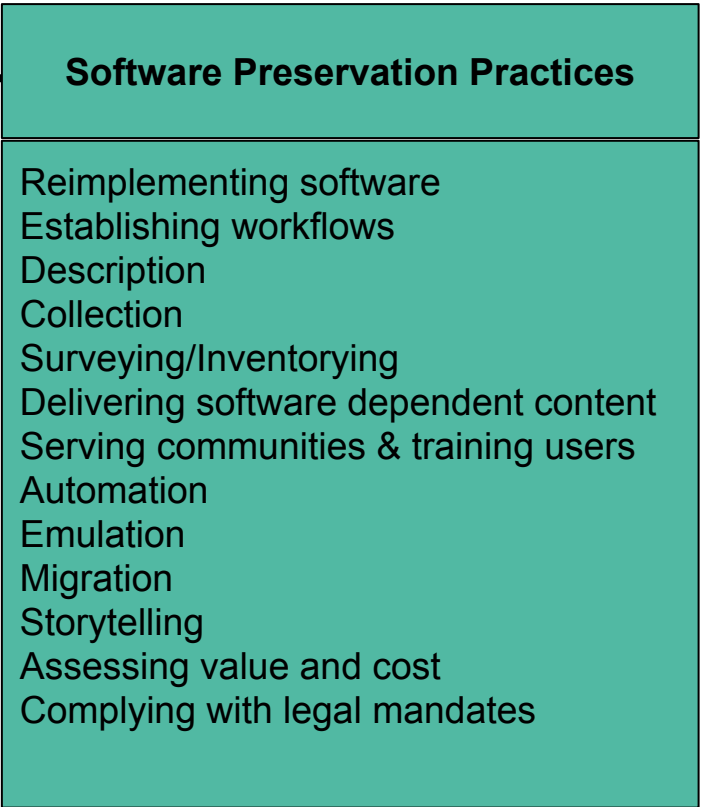 Software Preservation Practices
Reimplementing software
Establishing workflows
Description
Collection
Surveying/Inventorying
Delivering software dependent content
Serving communities & training users
Automation
Emulation
Migration
Storytelling
Assessing value and cost
Complying with legal mandates